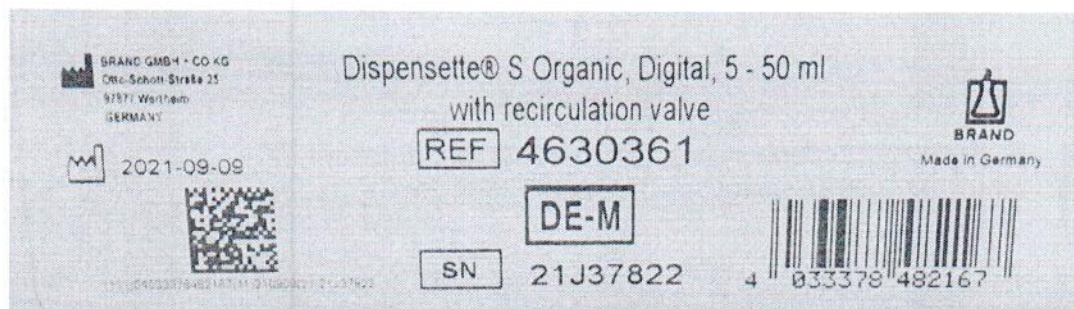 BRAND GMBH + CO KG
Otto-Schott-Straße 25
97877 Wertheim
GERMANY
2021-09-09
Dispensette® S Organic, Digital, 5 - 50 ml
with recirculation valve
REF 4630361
DE-M
SN 21J37822
BRAND
Made in Germany
4 033378 482167